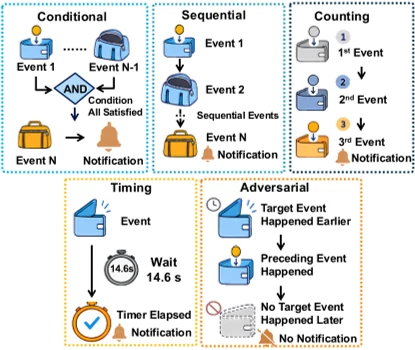 Conditional
Event 1
Event N-1
AND
Condition
All Satisfied
Event N
Notification
Sequential
Event 1
Event 2
Sequential Events
Event N
Notification
Counting
1
1st Event
2
2nd Event
3
3rd Event
Notification
Timing
Event
14.6s
Wait
14.6 s
Timer Elapsed
Notification
Adversarial
Target Event
Happened Earlier
Preceding Event
Happened
No Target Event
Happened Later
No Notification